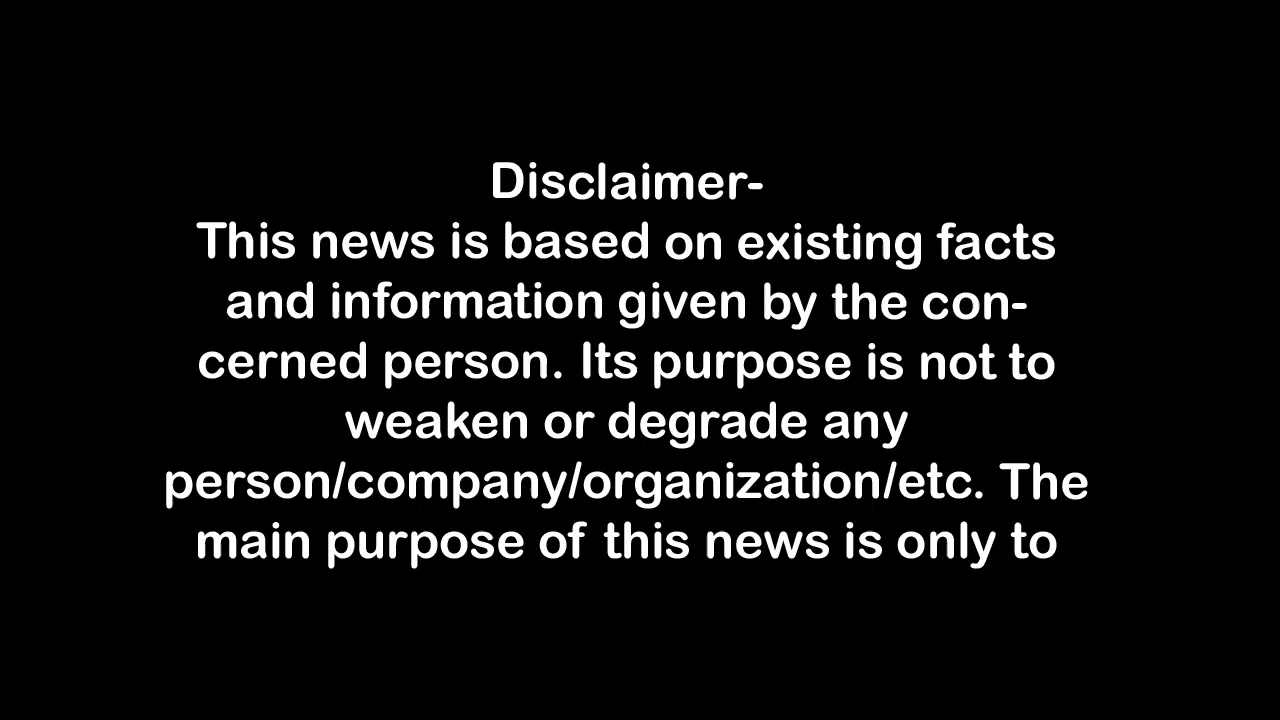 Disclaimer-
This news is based on existing facts
and information given by the con-
cerned person. Its purpose is not to
weaken or degrade any
person/company/organization/etc. The
main purpose of this news is only to